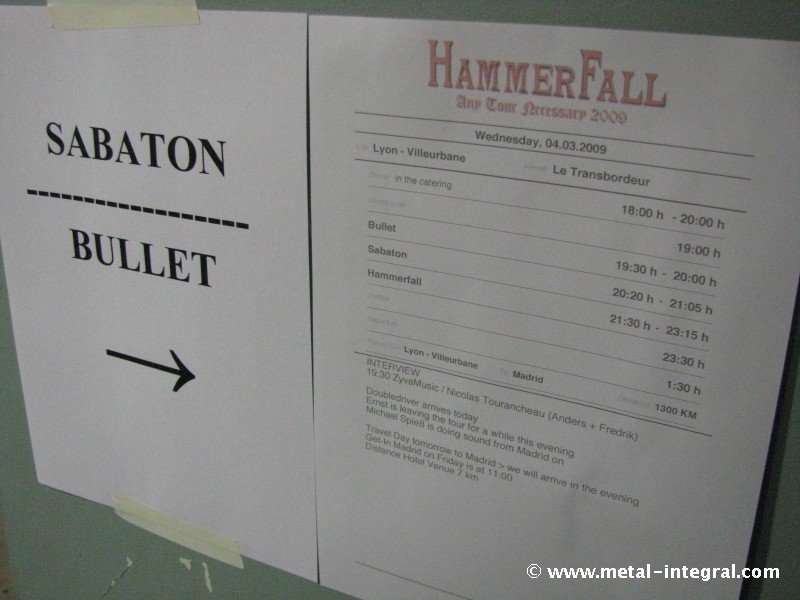 SABATON
BULLET
HAMMERFALL
Any Tour Necessary 2009
Wednesday, 04.03.2009
Lyon - Villeurbane Le Transbordeur
in the catering 18:00 h - 20:00 h
19:00 h
Bullet 19:30 h - 20:00 h
Sabaton 20:20 h - 21:05 h
Hammerfall 21:30 h - 23:15 h
23:30 h
1:30 h
Lyon - Villeurbane Madrid 1300 KM
INTERVIEW
19:30 ZyvaMusic / Nicolas Tourancheau (Anders + Fredrik)
Doubledriver arrives today
Ernst is leaving the tour for a while this evening
Michael Spieß is doing sound from Madrid on
Travel Day tomorrow to Madrid > we will arrive in the evening
Get-In Madrid on Friday is at 11:00
Distance Hotel Venue 7 km
© www.metal-integral.com